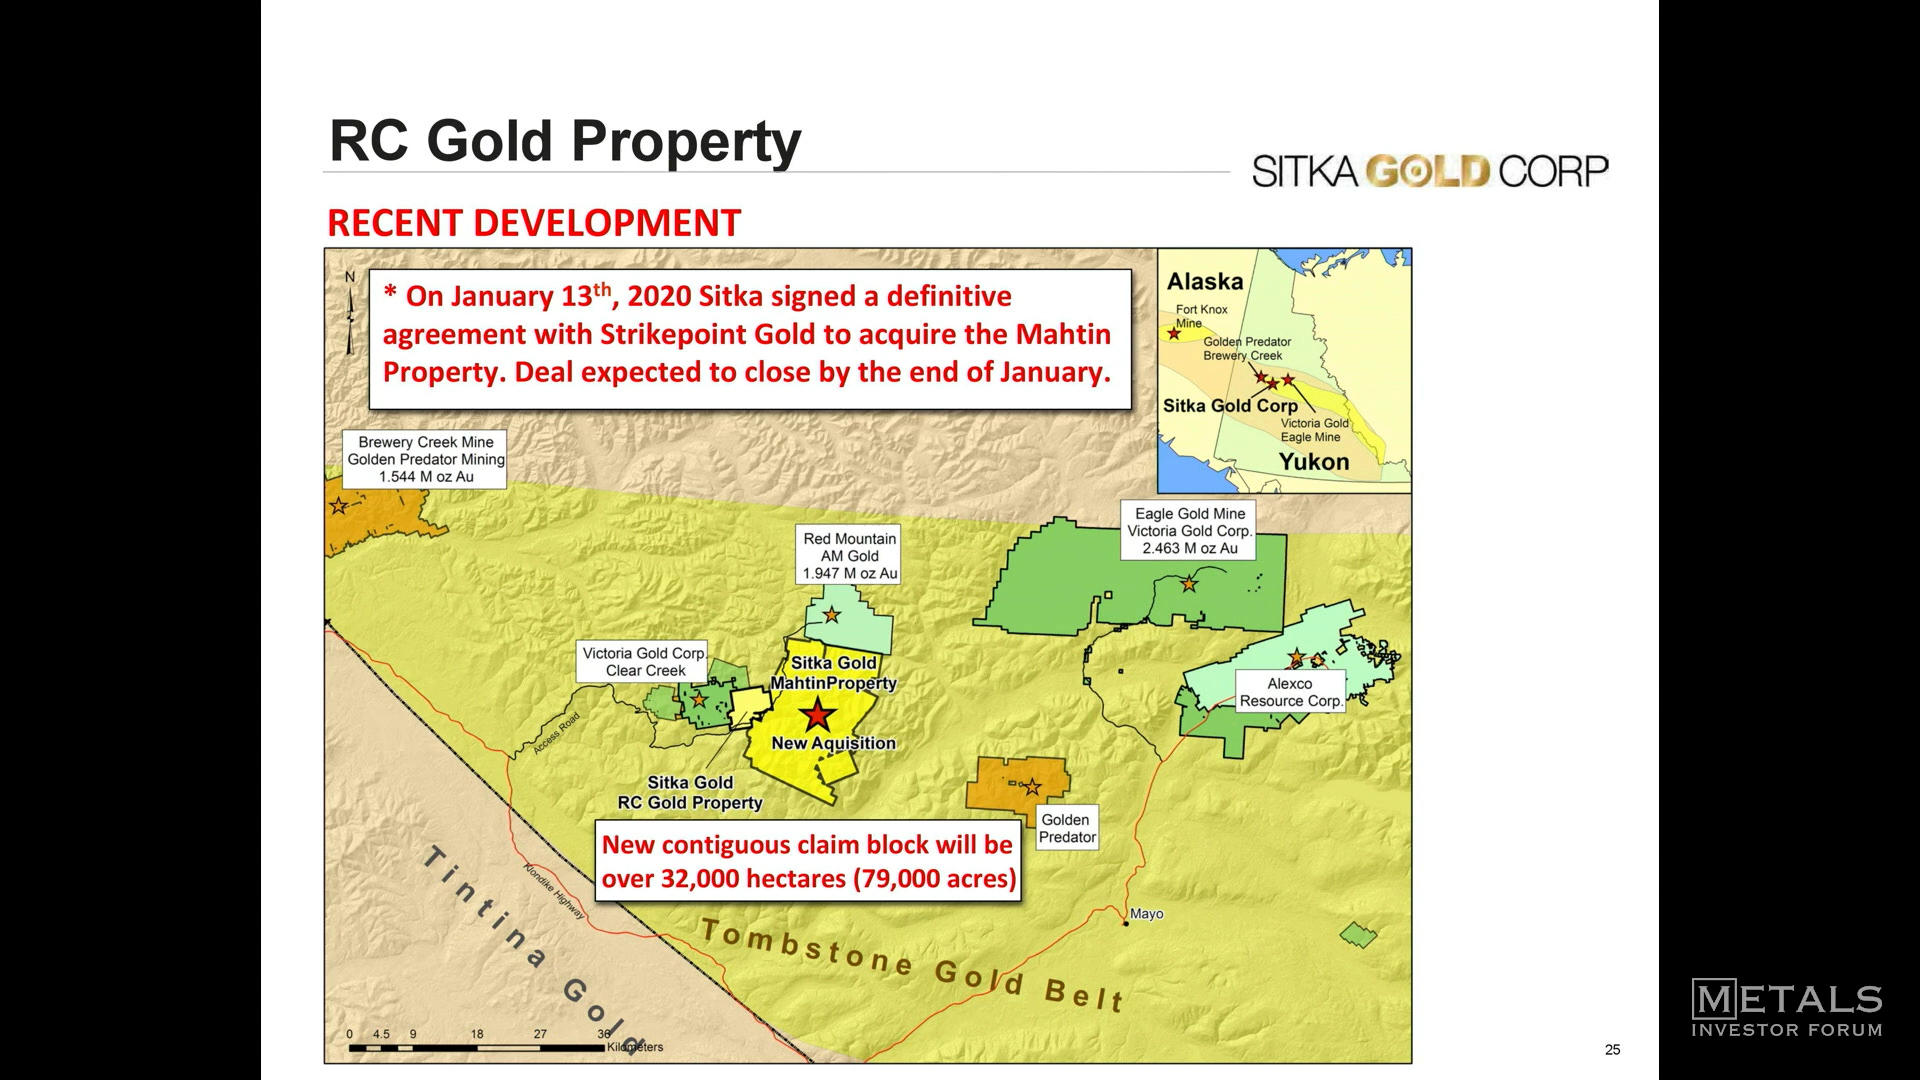 RC Gold Property
SITKA GOLD CORP
RECENT DEVELOPMENT
N
* On January 13th, 2020 Sitka signed a definitive
agreement with Strikepoint Gold to acquire the Mahtin
Property. Deal expected to close by the end of January.
Alaska
Fort Knox
Mine
Golden Predator
Brewery Creek
Sitka Gold Corp
Victoria Gold
Eagle Mine
Yukon
Brewery Creek Mine
Golden Predator Mining
1.544 M oz Au
Red Mountain
AM Gold
1.947 M oz Au
Eagle Gold Mine
Victoria Gold Corp.
2.463 M oz Au
Victoria Gold Corp.
Clear Creek
Sitka Gold
MahtinProperty
New Aquisition
Alexco
Resource Corp.
Access Road
Sitka Gold
RC Gold Property
Golden
Predator
New contiguous claim block will be
over 32,000 hectares (79,000 acres)
Klondike Highway
Mayo
Tintina Gold
Tombstone Gold Belt
0 4.5 9 18 27 36
Kilometers
METALS
INVESTOR FORUM
25